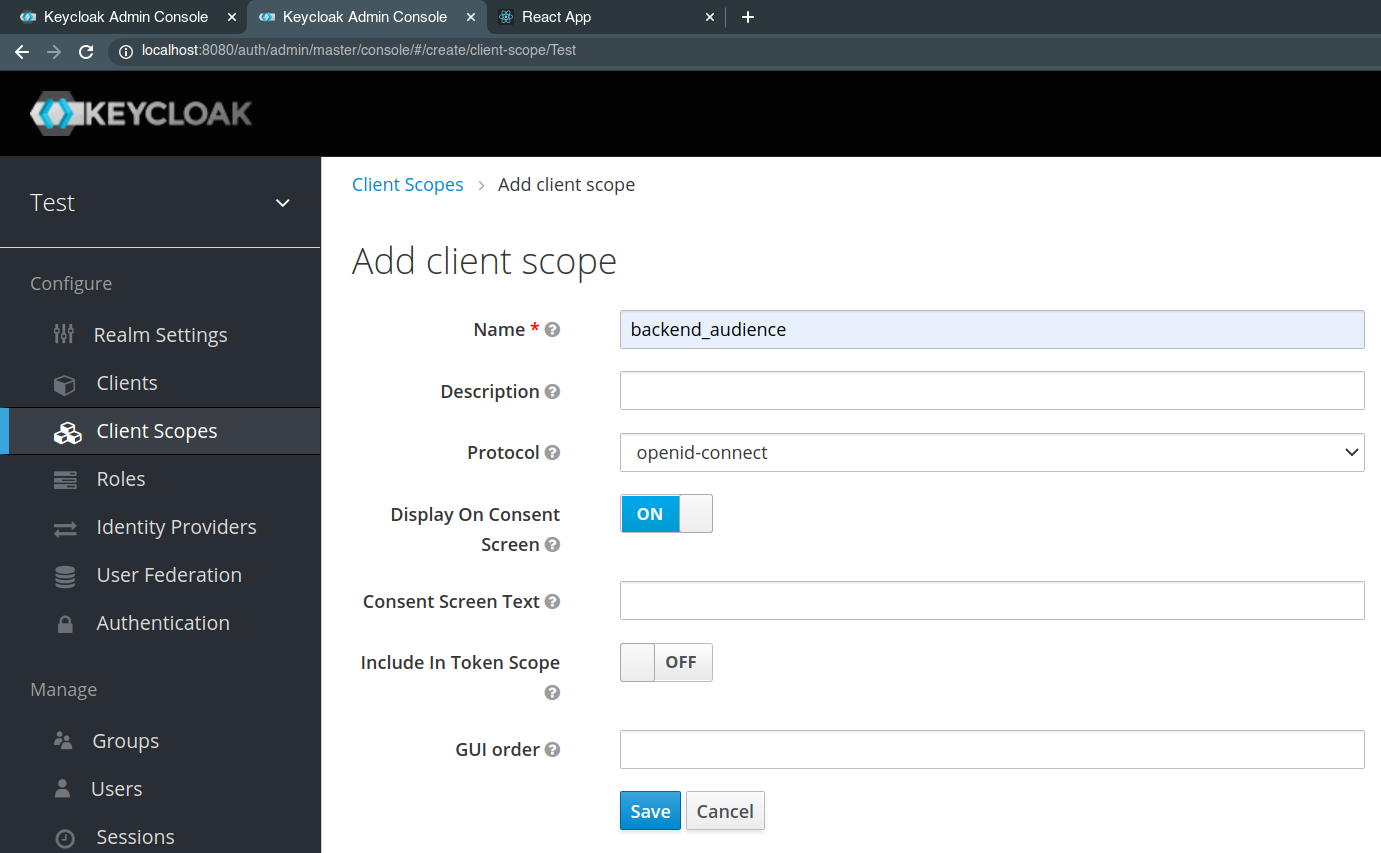 Keycloak Admin Console
Keycloak Admin Console
React App
localhost:8080/auth/admin/master/console/#/create/client-scope/Test
KEYCLOAK
Test
Configure
Realm Settings
Clients
Client Scopes
Roles
Identity Providers
User Federation
Authentication
Manage
Groups
Users
Sessions
Client Scopes > Add client scope
Add client scope
Name * backend_audience
Description
Protocol openid-connect
Display On Consent Screen ON
Consent Screen Text
Include In Token Scope OFF
GUI order
Save Cancel